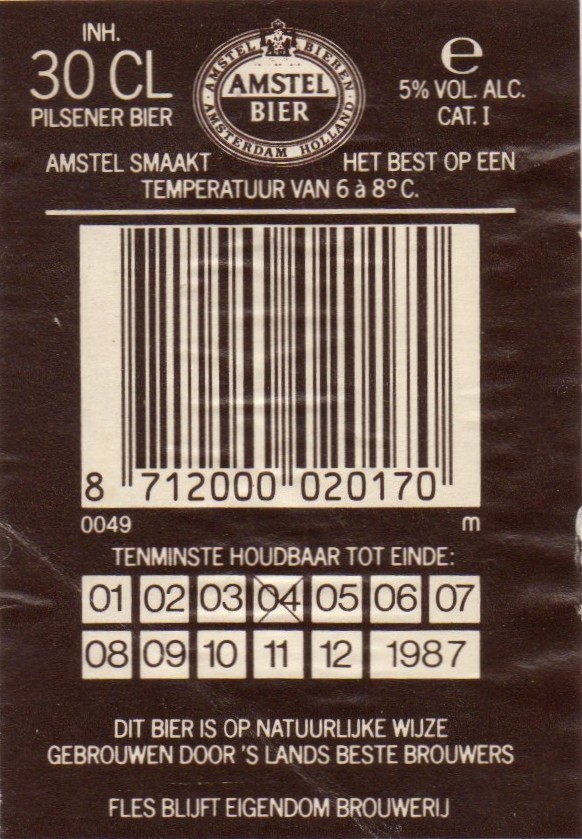 INH.
30 CL
PILSENER BIER
AMSTEL BIEREN
AMSTEL
BIER
AMSTERDAM HOLLAND
e
5% VOL. ALC.
CAT. I
AMSTEL SMAAKT HET BEST OP EEN
TEMPERATUUR VAN 6 à 8° C.
8 712000 020170
0049 m
TENMINSTE HOUDBAAR TOT EINDE:
01 02 03 04 05 06 07
08 09 10 11 12 1987
DIT BIER IS OP NATUURLIJKE WIJZE
GEBROUWEN DOOR 'S LANDS BESTE BROUWERS
FLES BLIJFT EIGENDOM BROUWERIJ